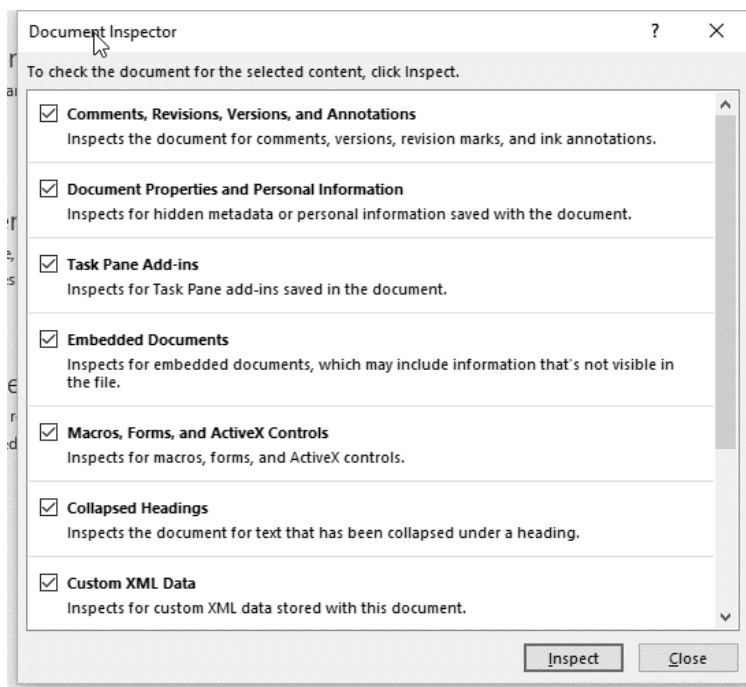 Document Inspector
?
To check the document for the selected content, click Inspect.
Comments, Revisions, Versions, and Annotations
Inspects the document for comments, versions, revision marks, and ink annotations.
Document Properties and Personal Information
Inspects for hidden metadata or personal information saved with the document.
Task Pane Add-ins
Inspects for Task Pane add-ins saved in the document.
Embedded Documents
Inspects for embedded documents, which may include information that's not visible in
the file.
Macros, Forms, and ActiveX Controls
Inspects for macros, forms, and ActiveX controls.
Collapsed Headings
Inspects the document for text that has been collapsed under a heading.
Custom XML Data
Inspects for custom XML data stored with this document.
Inspect
Close